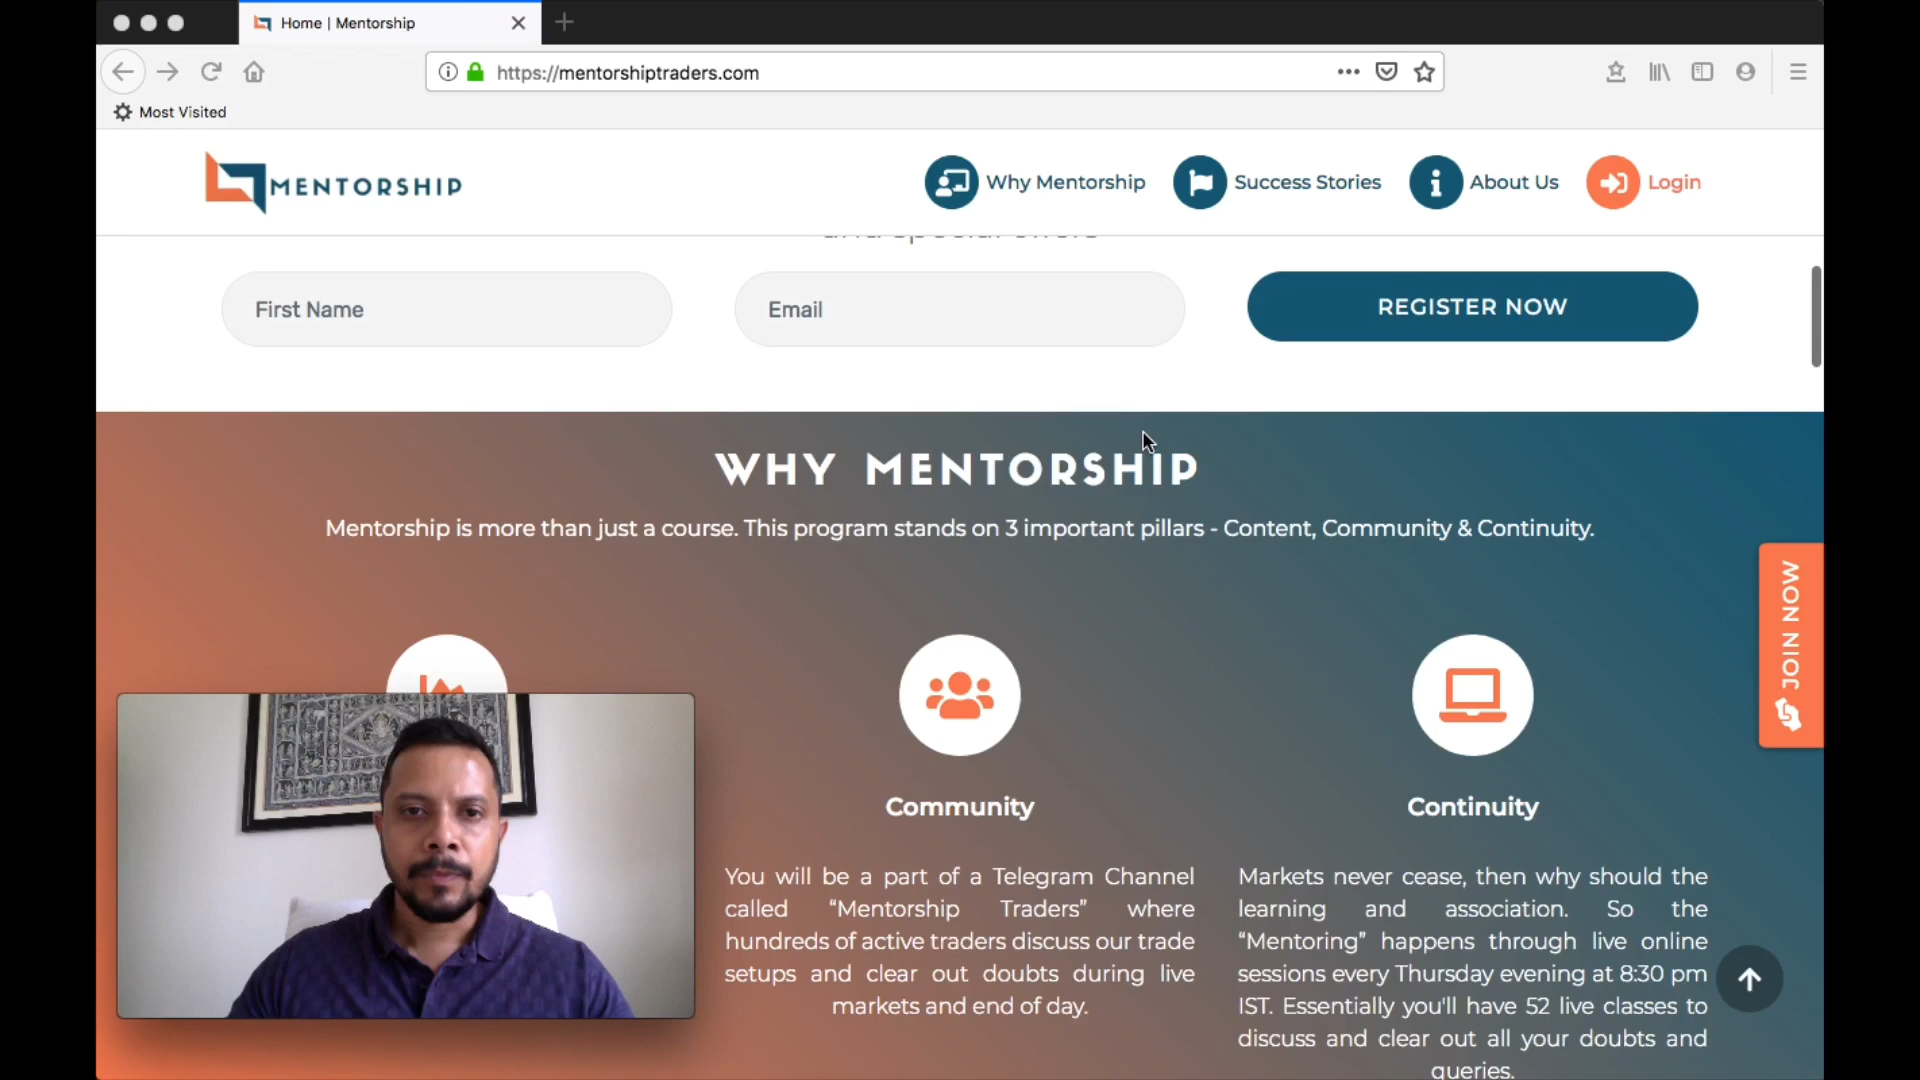 Home | Mentorship
https://mentorshiptraders.com
Most Visited
MENTORSHIP
Why Mentorship
Success Stories
About Us
Login
First Name
Email
REGISTER NOW
WHY MENTORSHIP
Mentorship is more than just a course. This program stands on 3 important pillars - Content, Community & Continuity.
JOIN NOW
Community
You will be a part of a Telegram Channel
called “Mentorship Traders” where
hundreds of active traders discuss our trade
setups and clear out doubts during live
markets and end of day.
Continuity
Markets never cease, then why should the
learning and association. So the
“Mentoring” happens through live online
sessions every Thursday evening at 8:30 pm
IST. Essentially you'll have 52 live classes to
discuss and clear out all your doubts and
queries.